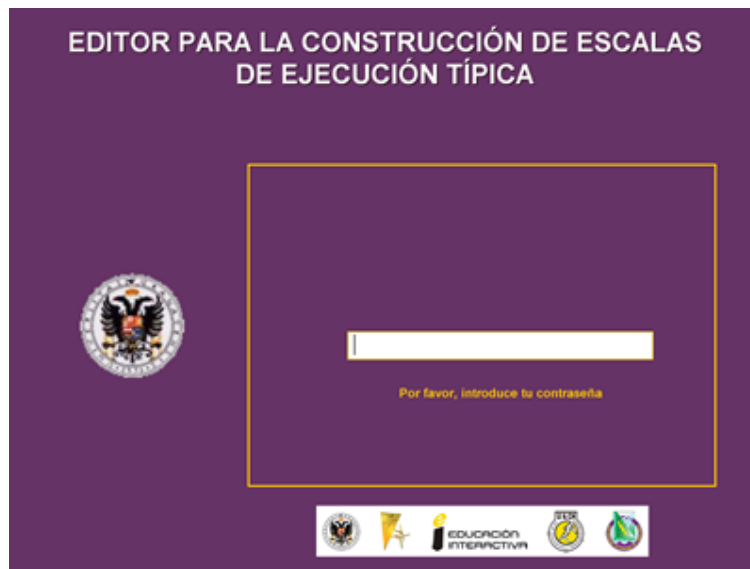 EDITOR PARA LA CONSTRUCCIÓN DE ESCALAS
DE EJECUCIÓN TÍPICA
Por favor, introduce tu contraseña
EDUCACIÓN
INTERACTIVA